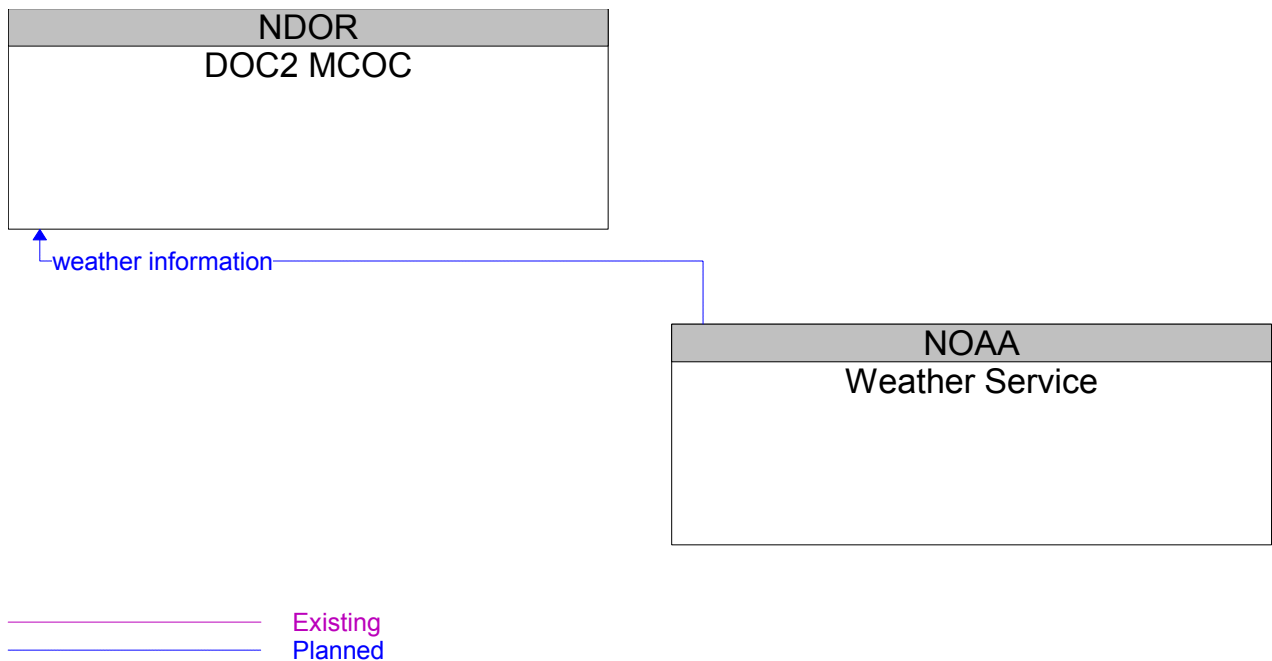 NDOR
DOC2 MCOC
weather information
NOAA
Weather Service
Existing
Planned